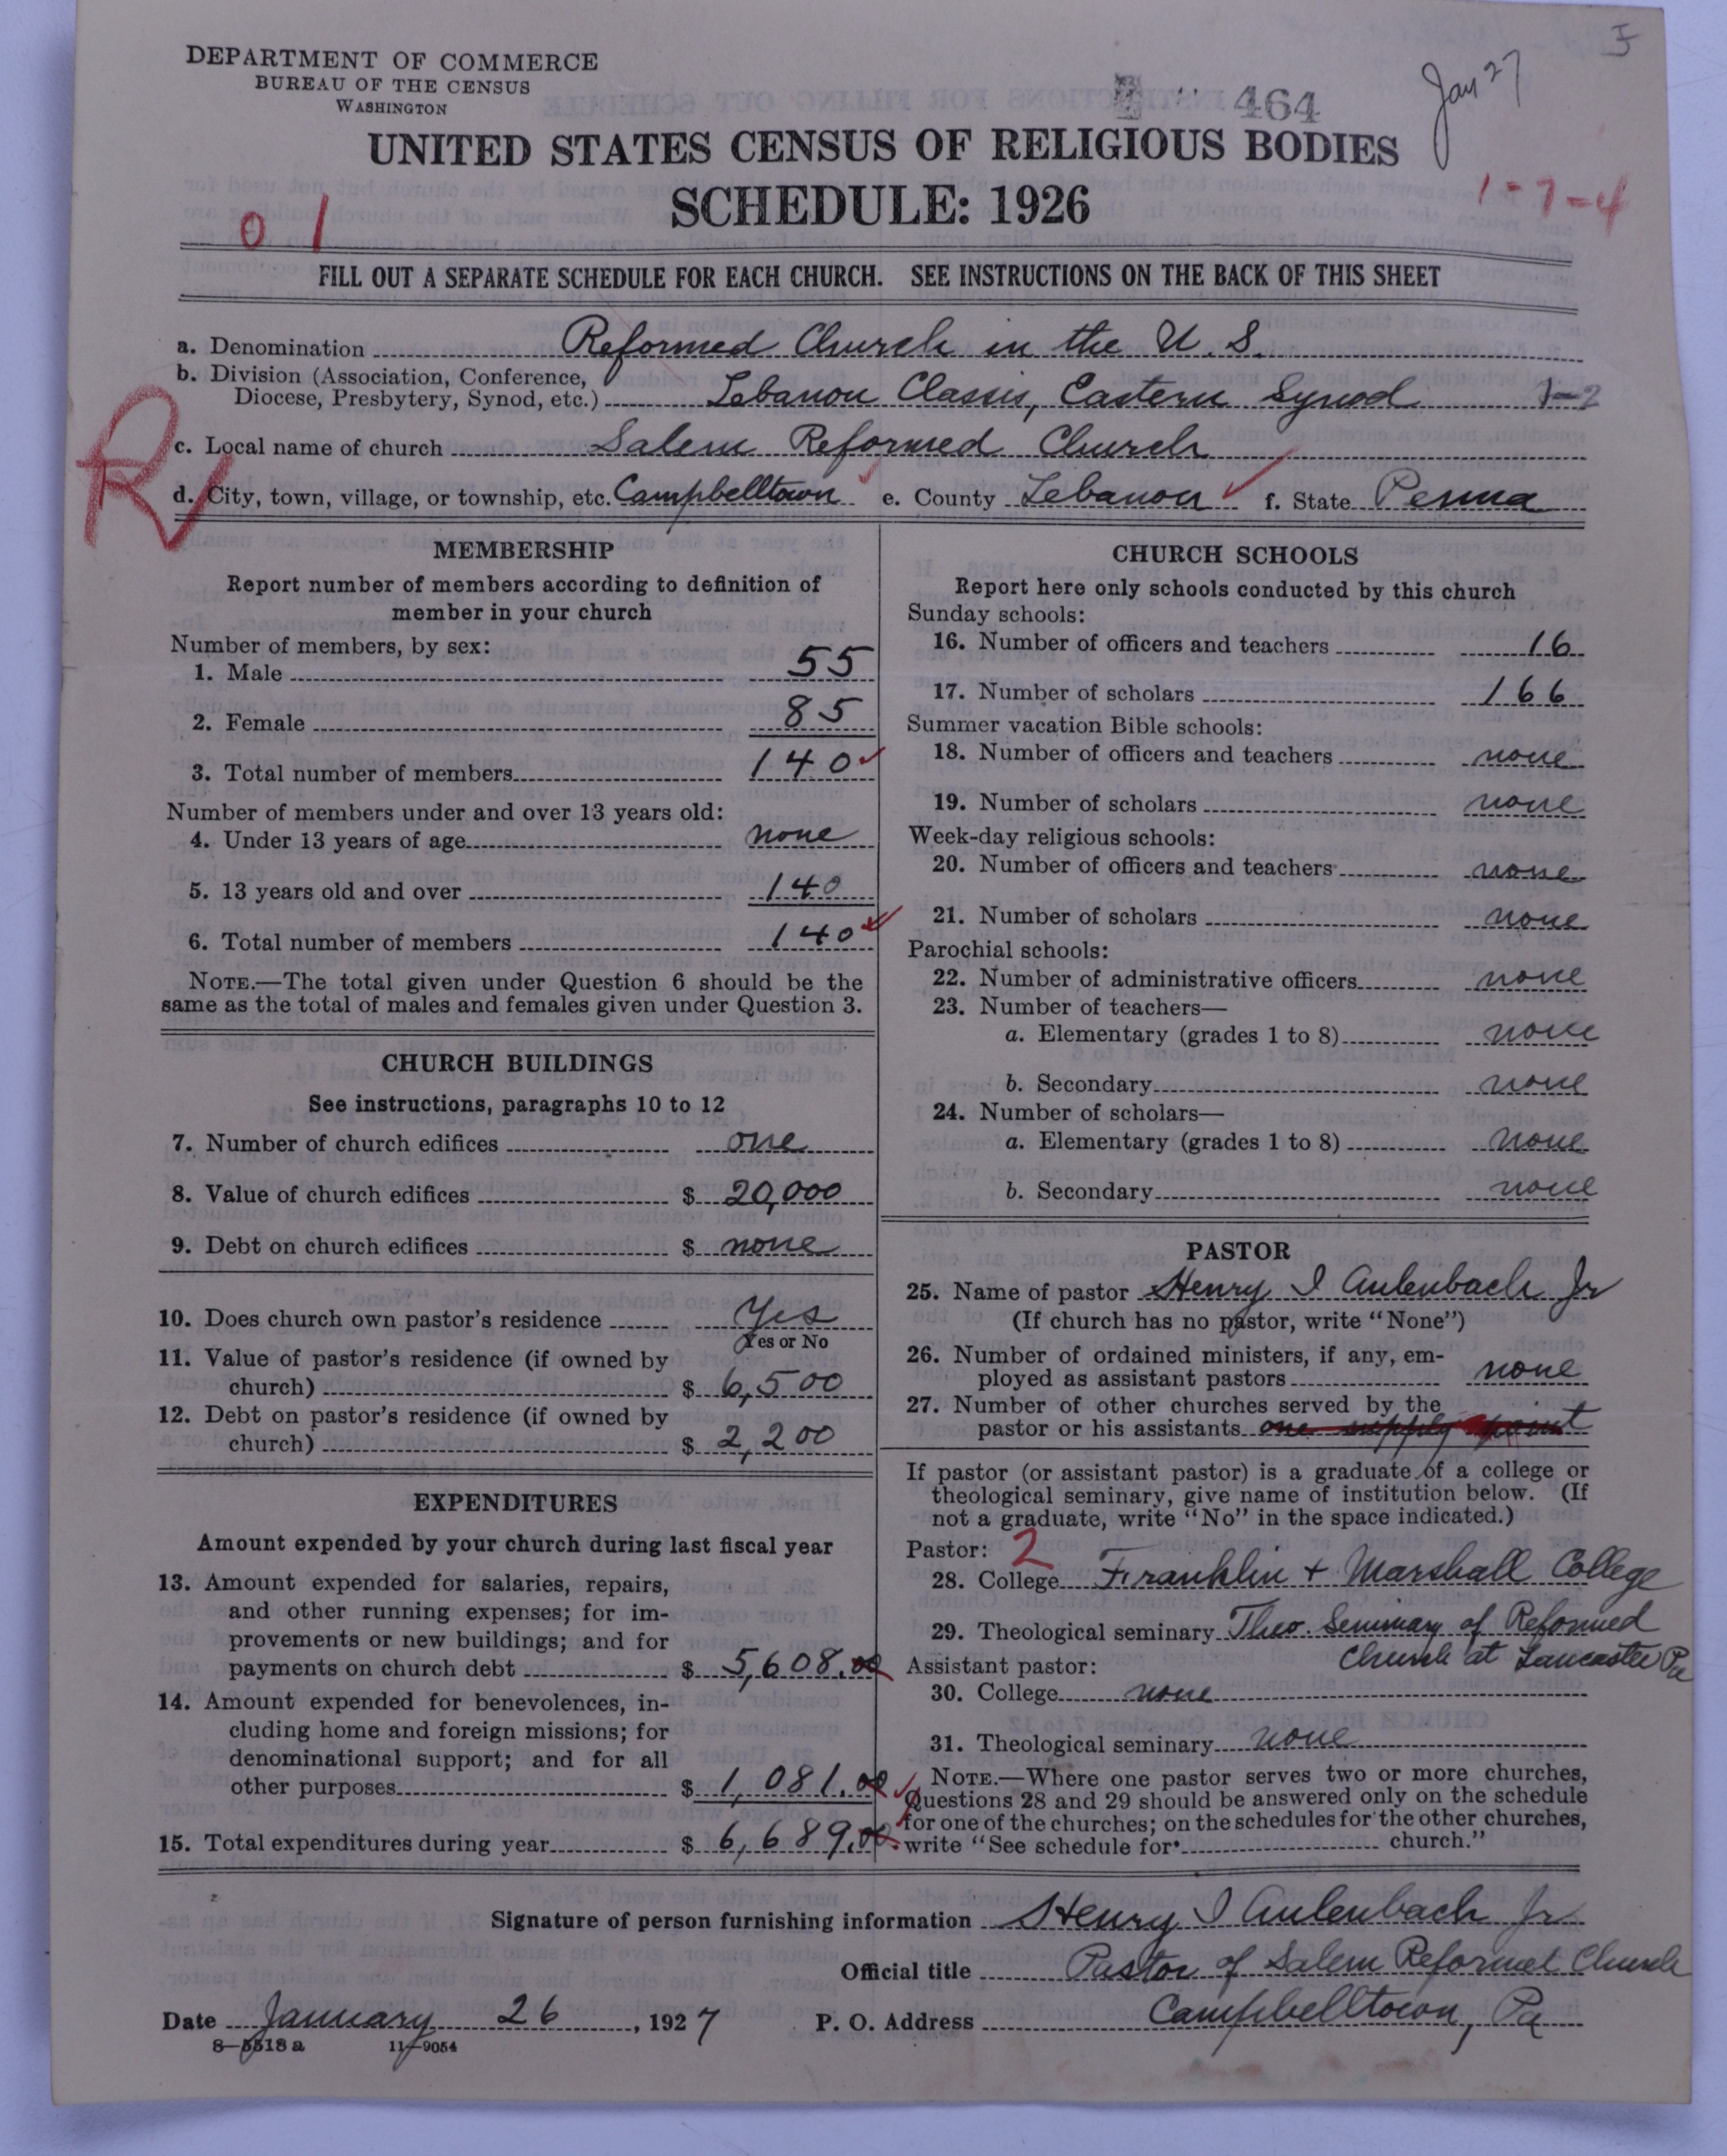 J
DEPARTMENT OF COMMERCE
BUREAU OF THE CENSUS
WASHINGTON
464
Jan 27
UNITED STATES CENSUS OF RELIGIOUS BODIES
SCHEDULE: 1926
1-7-4
0 1
FILL OUT A SEPARATE SCHEDULE FOR EACH CHURCH. SEE INSTRUCTIONS ON THE BACK OF THIS SHEET
a. Denomination Reformed Church in the U. S.
b. Division (Association, Conference,
Diocese, Presbytery, Synod, etc.) Lebanon Classis, Eastern Synod 1-2
c. Local name of church Salem Reformed Church
R
d. City, town, village, or township, etc. Campbelltown e. County Lebanon f. State Penna
MEMBERSHIP
Report number of members according to definition of
member in your church
Number of members, by sex:
1. Male 55
2. Female 85
3. Total number of members 140
Number of members under and over 13 years old:
4. Under 13 years of age none
5. 13 years old and over 140
6. Total number of members 140
NOTE.—The total given under Question 6 should be the
same as the total of males and females given under Question 3.
CHURCH BUILDINGS
See instructions, paragraphs 10 to 12
7. Number of church edifices one
8. Value of church edifices $ 20,000
9. Debt on church edifices $ none
10. Does church own pastor's residence Yes
Yes or No
11. Value of pastor's residence (if owned by
church) $ 6,500
12. Debt on pastor's residence (if owned by
church) $ 2,200
EXPENDITURES
Amount expended by your church during last fiscal year
13. Amount expended for salaries, repairs,
and other running expenses; for im-
provements or new buildings; and for
payments on church debt $ 5,608.00
14. Amount expended for benevolences, in-
cluding home and foreign missions; for
denominational support; and for all
other purposes $ 1,081.00
15. Total expenditures during year $ 6,689.00
CHURCH SCHOOLS
Report here only schools conducted by this church
Sunday schools:
16. Number of officers and teachers 16
17. Number of scholars 166
Summer vacation Bible schools:
18. Number of officers and teachers none
19. Number of scholars none
Week-day religious schools:
20. Number of officers and teachers none
21. Number of scholars none
Parochial schools:
22. Number of administrative officers none
23. Number of teachers—
a. Elementary (grades 1 to 8) none
b. Secondary none
24. Number of scholars—
a. Elementary (grades 1 to 8) none
b. Secondary none
PASTOR
25. Name of pastor Henry I Aulenbach Jr
(If church has no pastor, write "None")
26. Number of ordained ministers, if any, em-
ployed as assistant pastors none
27. Number of other churches served by the
pastor or his assistants one supply point
If pastor (or assistant pastor) is a graduate of a college or
theological seminary, give name of institution below. (If
not a graduate, write "No" in the space indicated.)
Pastor: 2
28. College Franklin + Marshall College
29. Theological seminary Theo. Seminary of Reformed
Church at Lancaster Pa
Assistant pastor:
30. College none
31. Theological seminary none
NOTE.—Where one pastor serves two or more churches,
Questions 28 and 29 should be answered only on the schedule
for one of the churches; on the schedules for the other churches,
write "See schedule for church."
Signature of person furnishing information Henry I Aulenbach Jr
Official title Pastor of Salem Reformed Church
Date January 26, 1927 P. O. Address Campbelltown, Pa
8—5518 a 11—9054